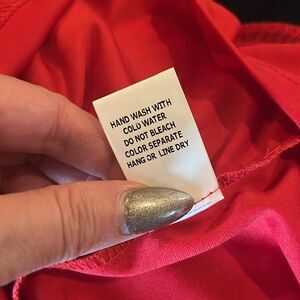 HAND WASH WITH
COLD WATER
DO NOT BLEACH
COLOR SEPARATE
HANG OR LINE DRY